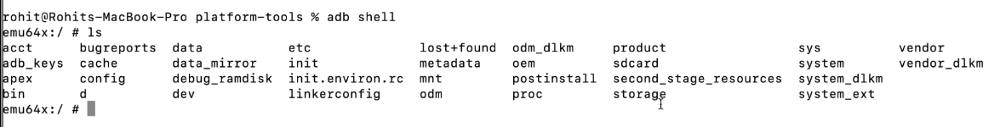 rohit@Rohits-MacBook-Pro platform-tools % adb shell
emu64x:/ # ls
acct bugreports data etc lost+found odm_dlkm product sys vendor
adb_keys cache data_mirror init metadata oem sdcard system vendor_dlkm
apex config debug_ramdisk init.environ.rc mnt postinstall second_stage_resources system_dlkm
bin d dev linkerconfig odm proc storage system_ext
emu64x:/ #